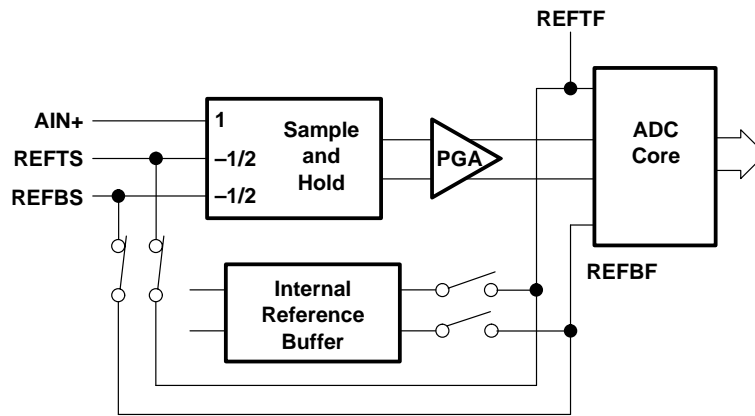 REFTF
AIN+
REFTS
REFBS
1
–1/2
–1/2
Sample
and
Hold
PGA
ADC
Core
REFBF
Internal
Reference
Buffer